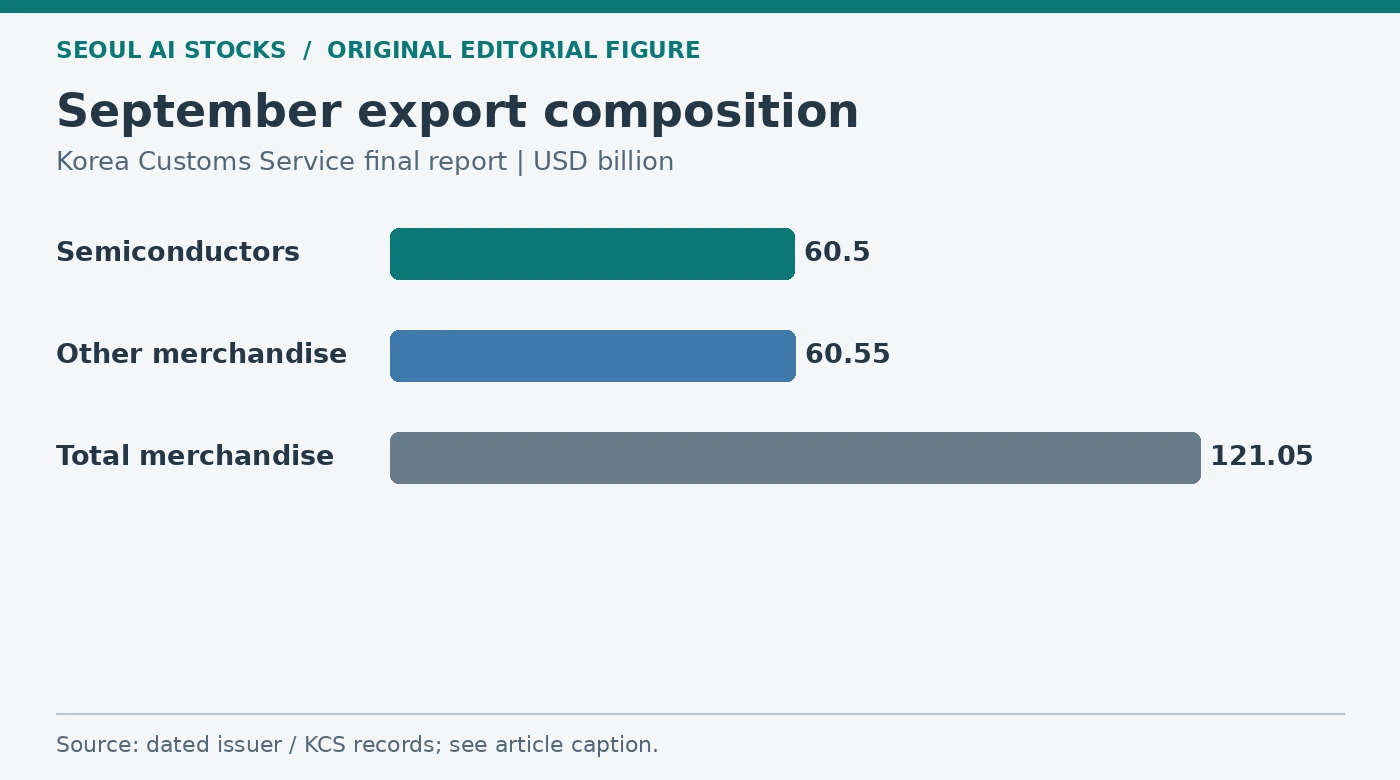 SEOUL AI STOCKS / ORIGINAL EDITORIAL FIGURE
September export composition
Korea Customs Service final report | USD billion
Semiconductors 60.5
Other merchandise 60.55
Total merchandise 121.05
Source: dated issuer / KCS records; see article caption.